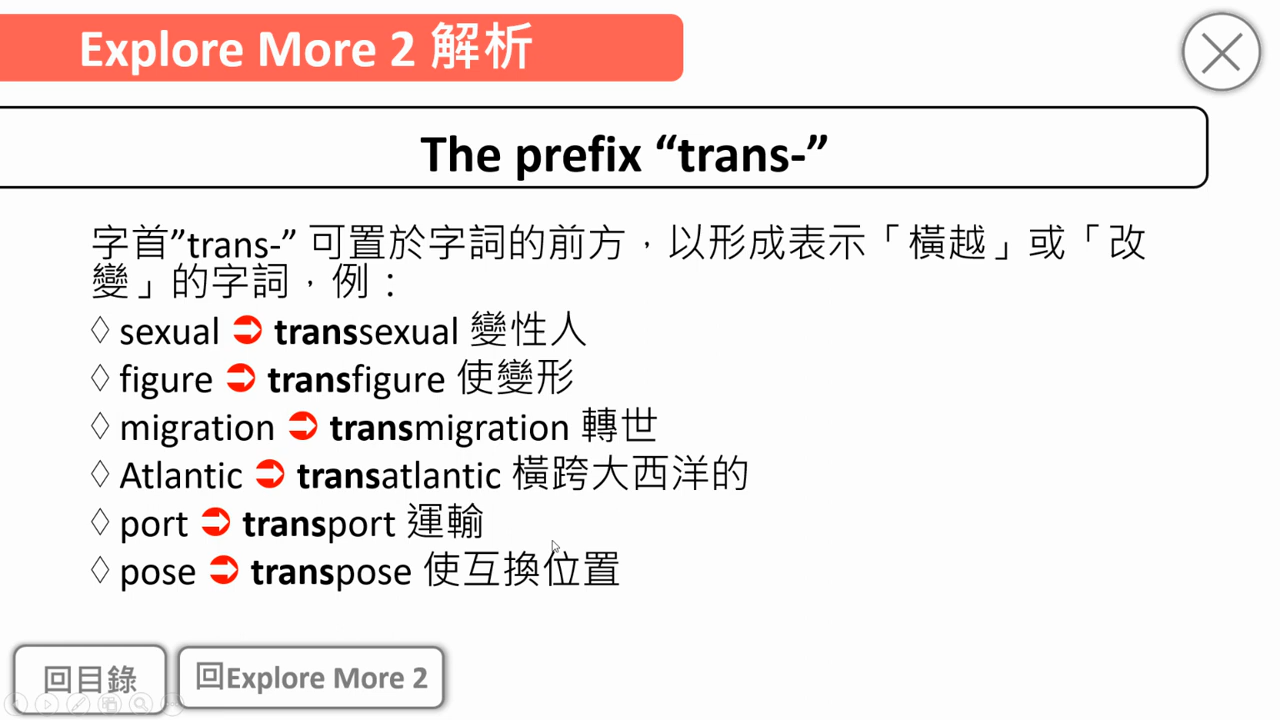 Explore More 2 解析
The prefix “trans-”
字首”trans-” 可置於字詞的前方，以形成表示「橫越」或「改
變」的字詞，例：
◊ sexual ➲ transsexual 變性人
◊ figure ➲ transfigure 使變形
◊ migration ➲ transmigration 轉世
◊ Atlantic ➲ transatlantic 橫跨大西洋的
◊ port ➲ transport 運輸
◊ pose ➲ transpose 使互換位置
回目錄
回Explore More 2